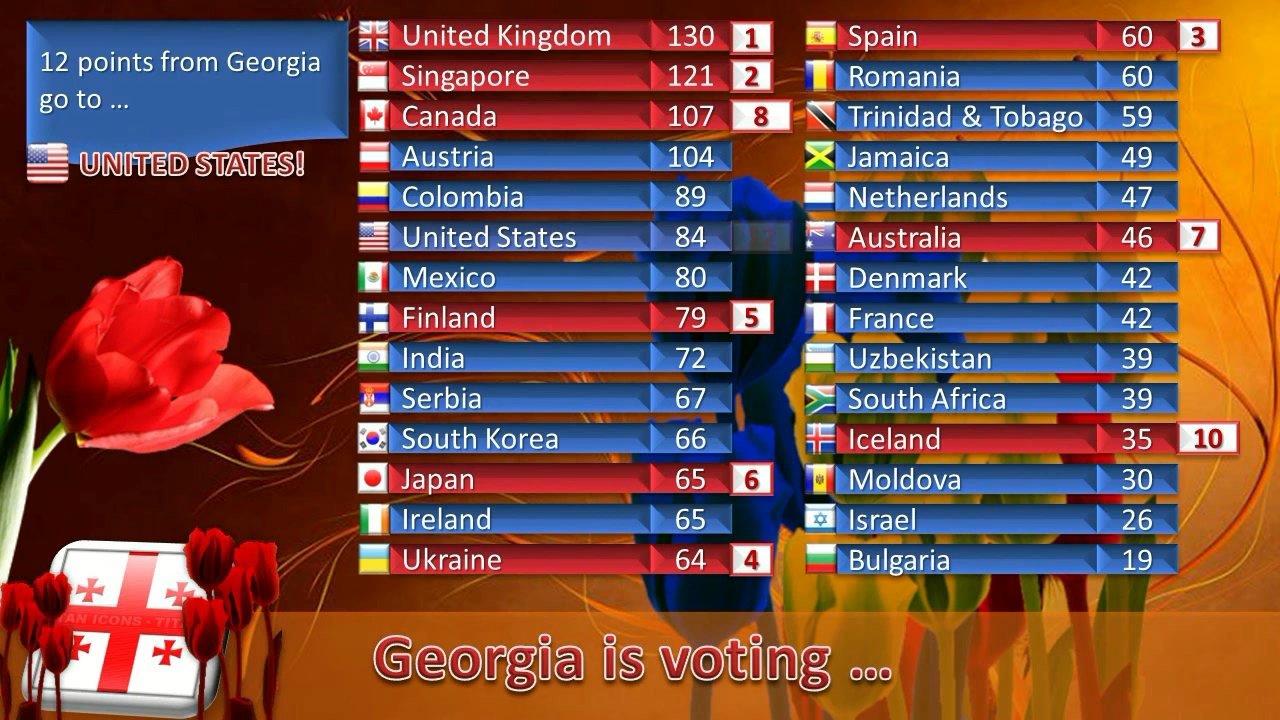 12 points from Georgia
go to ...
UNITED STATES!
United Kingdom 130 1
Singapore 121 2
Canada 107 8
Austria 104
Colombia 89
United States 84
Mexico 80
Finland 79 5
India 72
Serbia 67
South Korea 66
Japan 65 6
Ireland 65
Ukraine 64 4
Spain 60 3
Romania 60
Trinidad & Tobago 59
Jamaica 49
Netherlands 47
Australia 46 7
Denmark 42
France 42
Uzbekistan 39
South Africa 39
Iceland 35 10
Moldova 30
Israel 26
Bulgaria 19
Georgia is voting ...